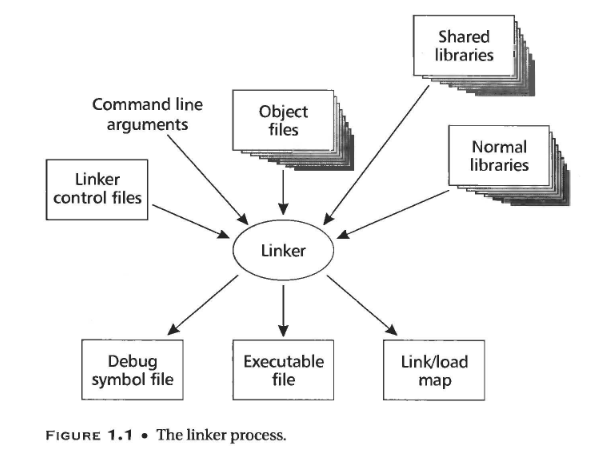 Shared
libraries
Command line
arguments
Object
files
Normal
libraries
Linker
control files
Linker
Debug
symbol file
Executable
file
Link/load
map
FIGURE 1.1 • The linker process.